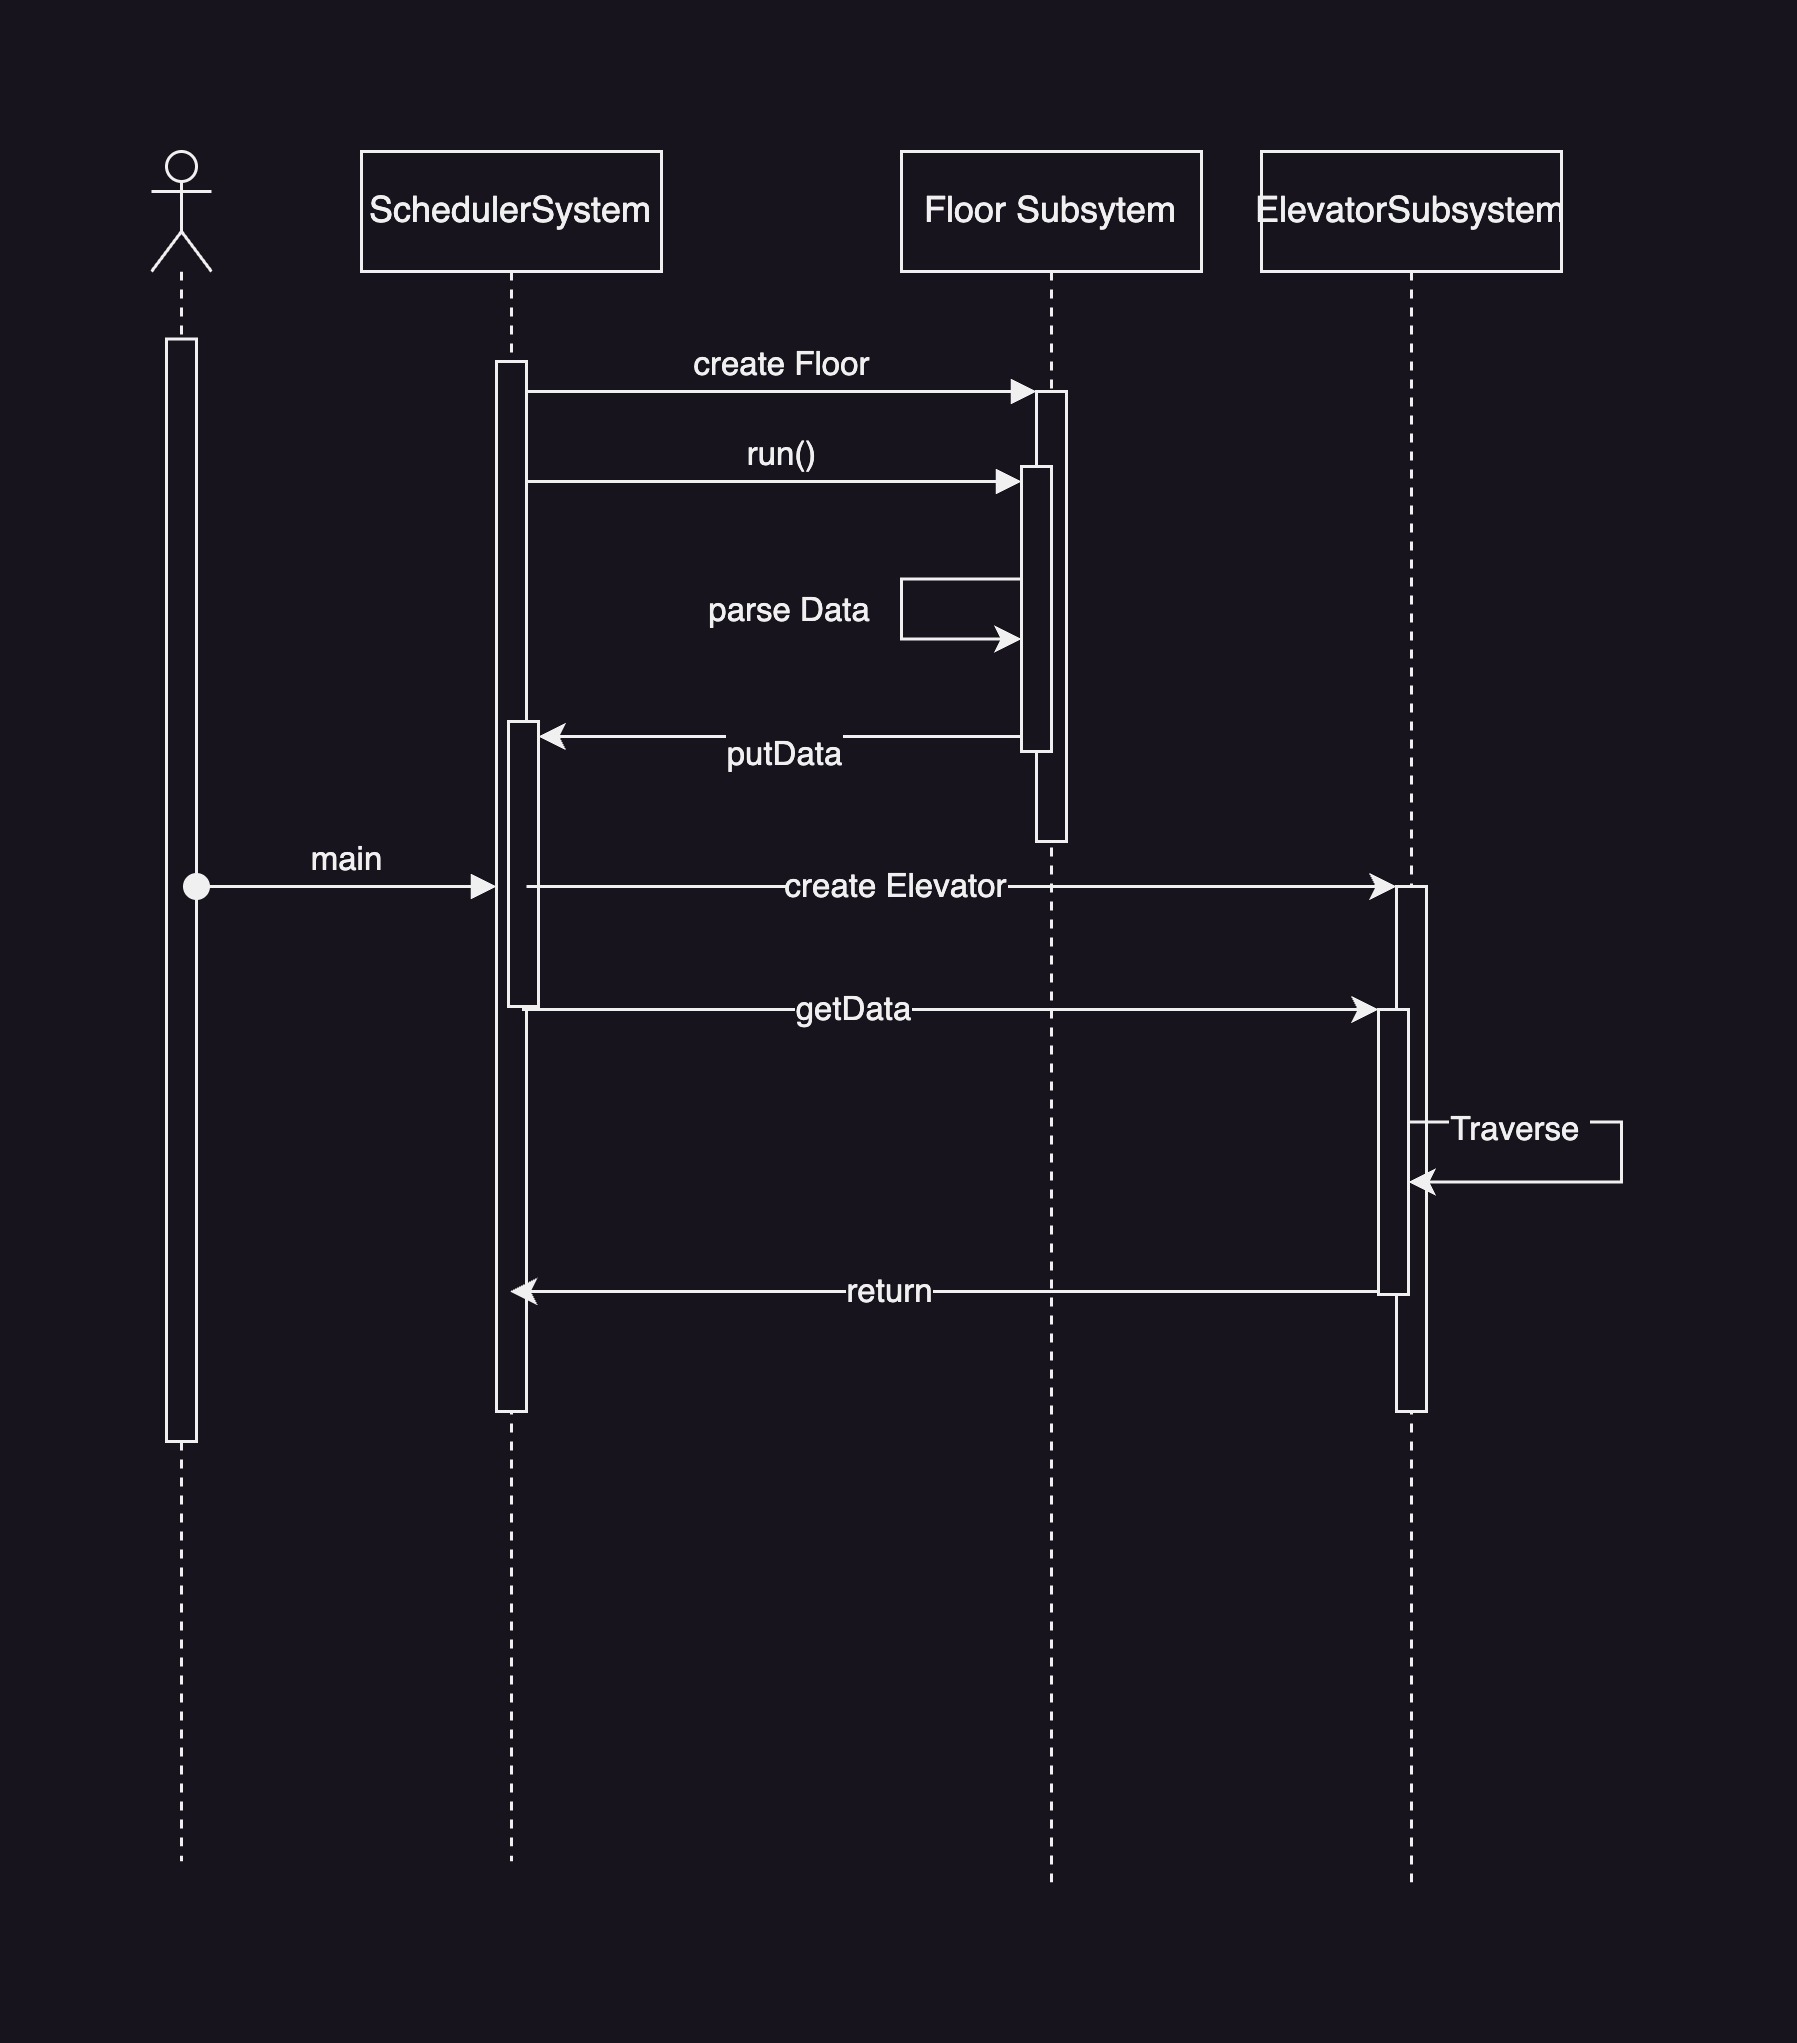 SchedulerSystem
Floor Subsytem
ElevatorSubsystem
create Floor
run()
parse Data
putData
main
create Elevator
getData
Traverse
return